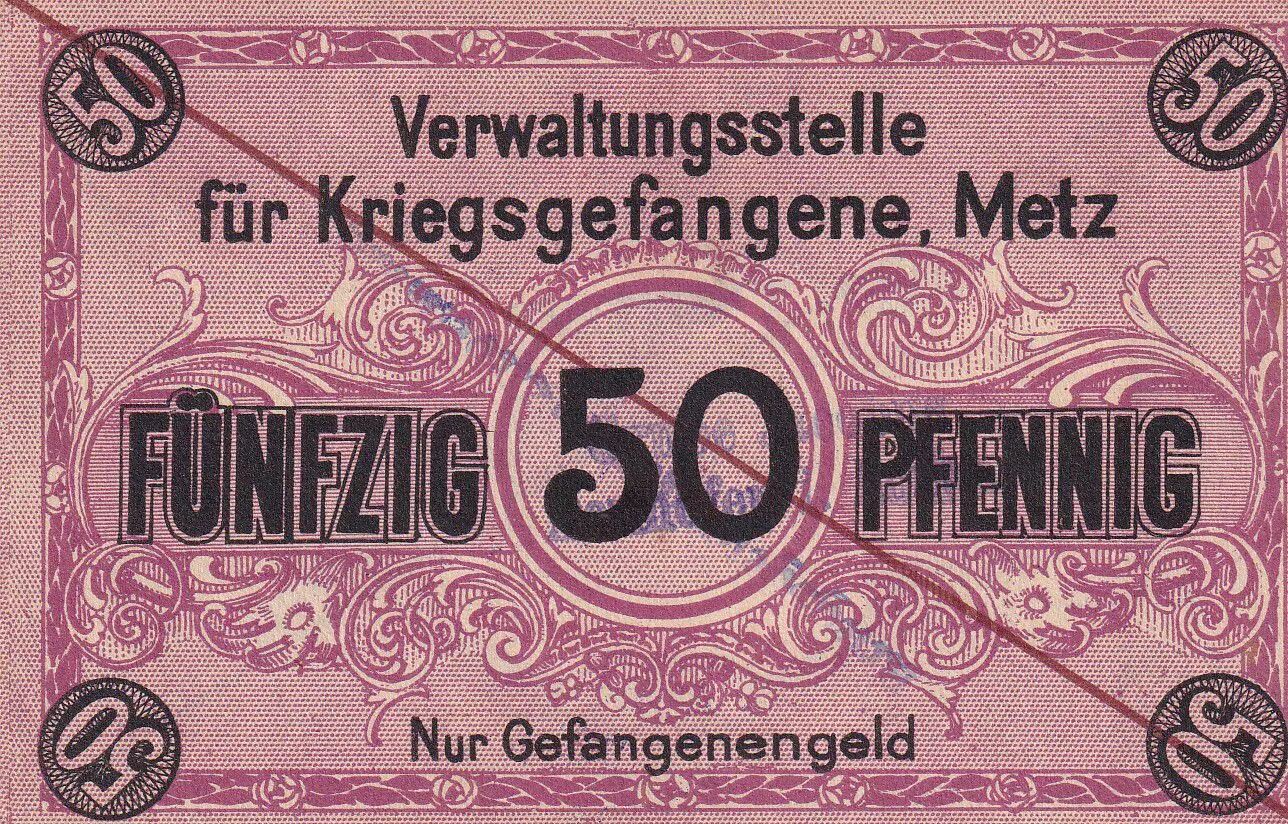 50 50
Verwaltungsstelle
für Kriegsgefangene, Metz
FÜNFZIG 50 PFENNIG
50 50
Nur Gefangenengeld